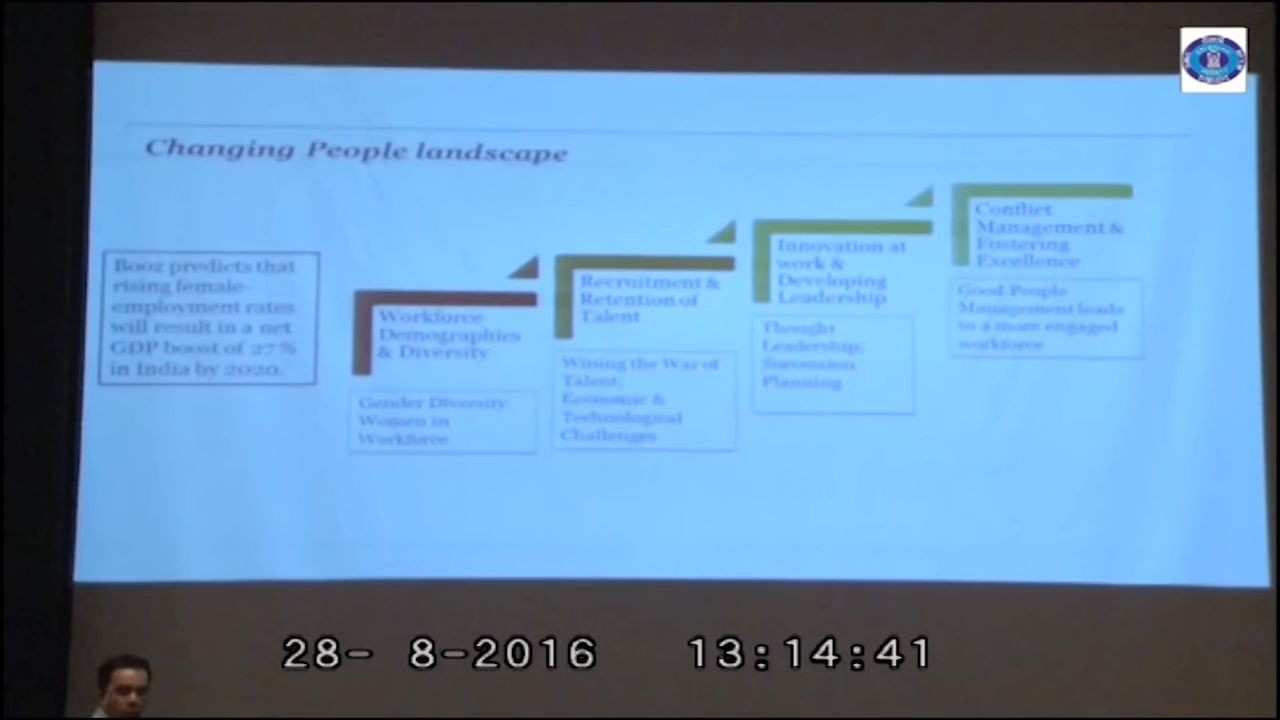 Changing People landscape
Booz predicts that
rising female-
employment rates
will result in a net
GDP boost of 27%
in India by 2020.
Workforce
Demographics
& Diversity
Gender Diversity:
Women in
Workforce
Recruitment &
Retention of
Talent
Wining the War of
Talent;
Economic &
Technological
Challenges
Innovation at
work &
Developing
Leadership
Thought
Leadership;
Succession
Planning
Conflict
Management &
Fostering
Excellence
Good People
Management leads
to a more engaged
workforce
28- 8-2016 13:14:41